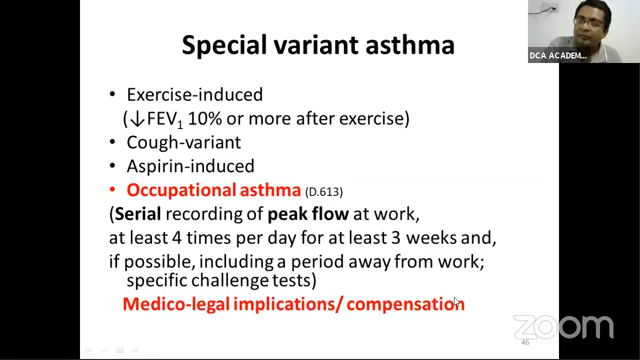 Special variant asthma
DCA ACADEM...
• Exercise-induced
(↓FEV1 10% or more after exercise)
• Cough-variant
• Aspirin-induced
• Occupational asthma (D.613)
(Serial recording of peak flow at work,
at least 4 times per day for at least 3 weeks and,
if possible, including a period away from work;
specific challenge tests)
Medico-legal implications/ compensation
zoom
46